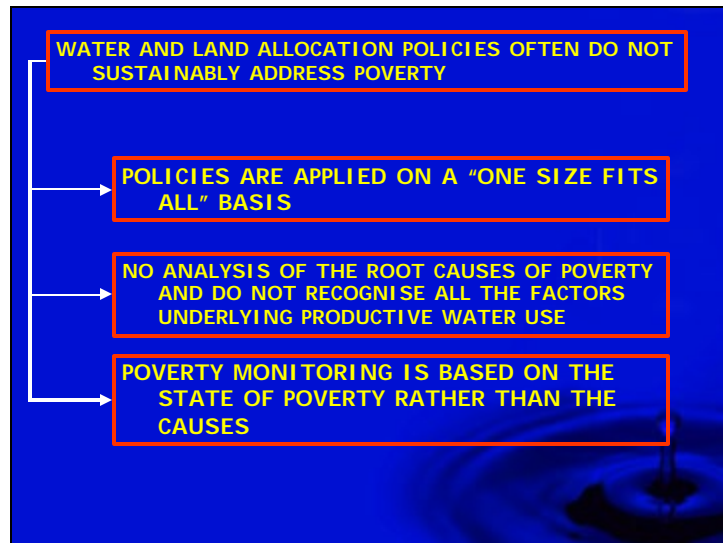 WATER AND LAND ALLOCATION POLICIES OFTEN DO NOT
SUSTAINABLY ADDRESS POVERTY
POLICIES ARE APPLIED ON A “ONE SIZE FITS
ALL” BASIS
NO ANALYSIS OF THE ROOT CAUSES OF POVERTY
AND DO NOT RECOGNISE ALL THE FACTORS
UNDERLYING PRODUCTIVE WATER USE
POVERTY MONITORING IS BASED ON THE
STATE OF POVERTY RATHER THAN THE
CAUSES